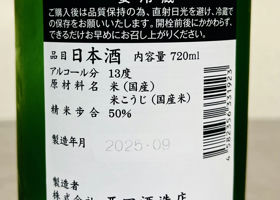 要冷蔵
ご購入後は品質保持の為、直射日光を避け、冷蔵で
の保存をお願いいたします。開栓前後にかかわらず、
できるだけお早めにお召し上がりください。
品目 日本酒 内容量 720ml
アルコール分 13度
原材料名 米(国産)
米こうじ(国産米)
精米歩合 50%
製造年月 2025-09
製造者
4582356331923